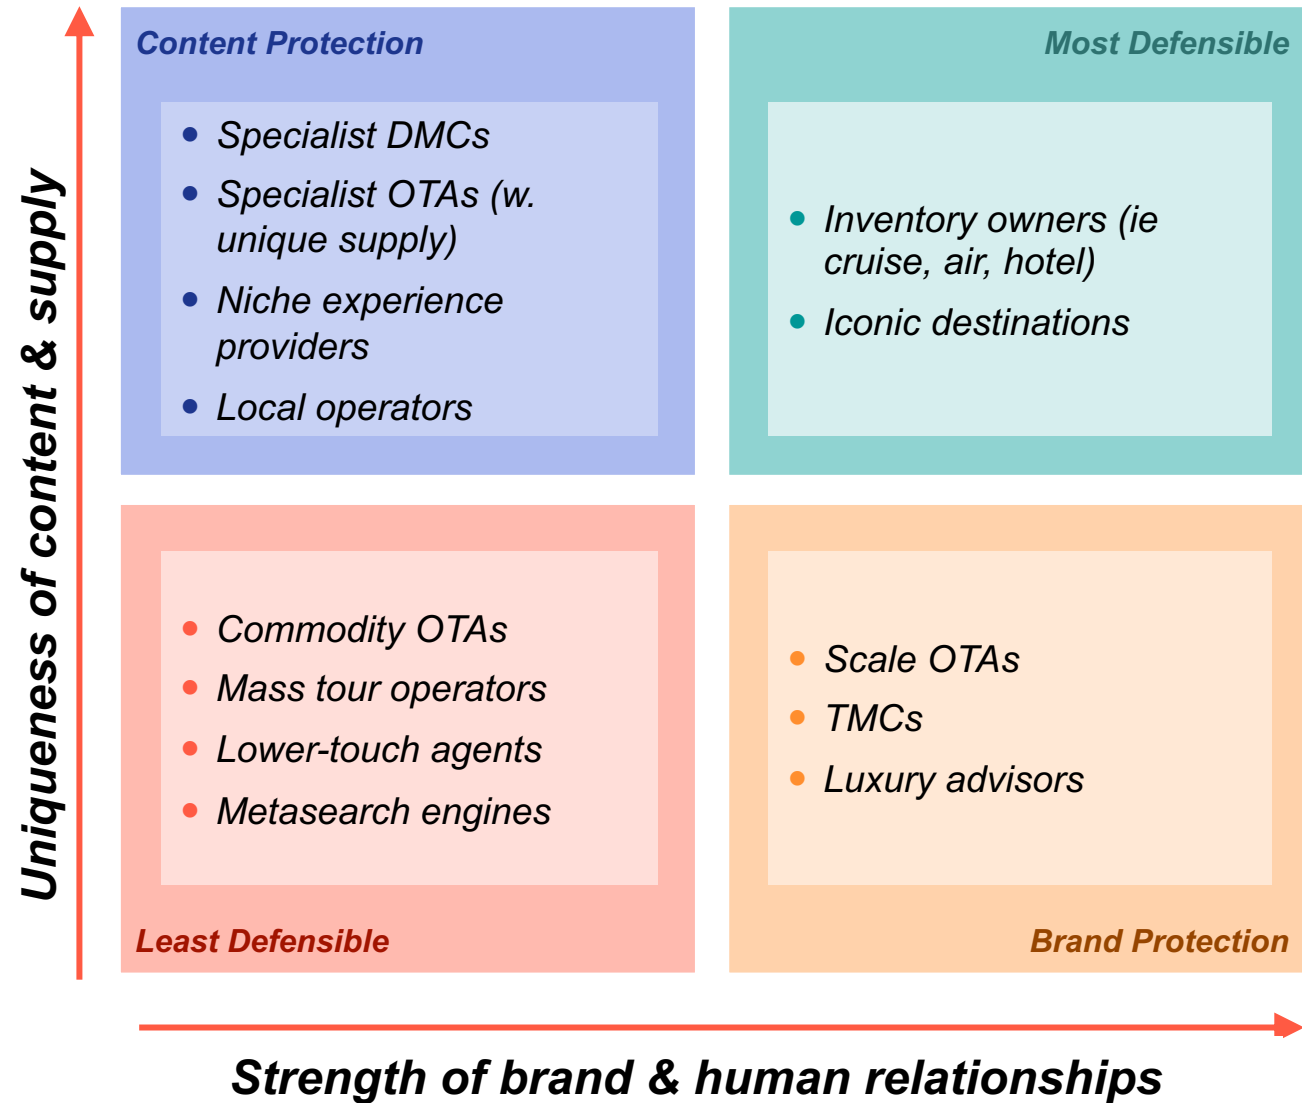 Uniqueness of content & supply
Content Protection
Specialist DMCs
Specialist OTAs (w.
unique supply)
Niche experience
providers
Local operators
Most Defensible
Inventory owners (ie
cruise, air, hotel)
Iconic destinations
Commodity OTAs
Mass tour operators
Lower-touch agents
Metasearch engines
Least Defensible
Scale OTAs
TMCs
Luxury advisors
Brand Protection
Strength of brand & human relationships